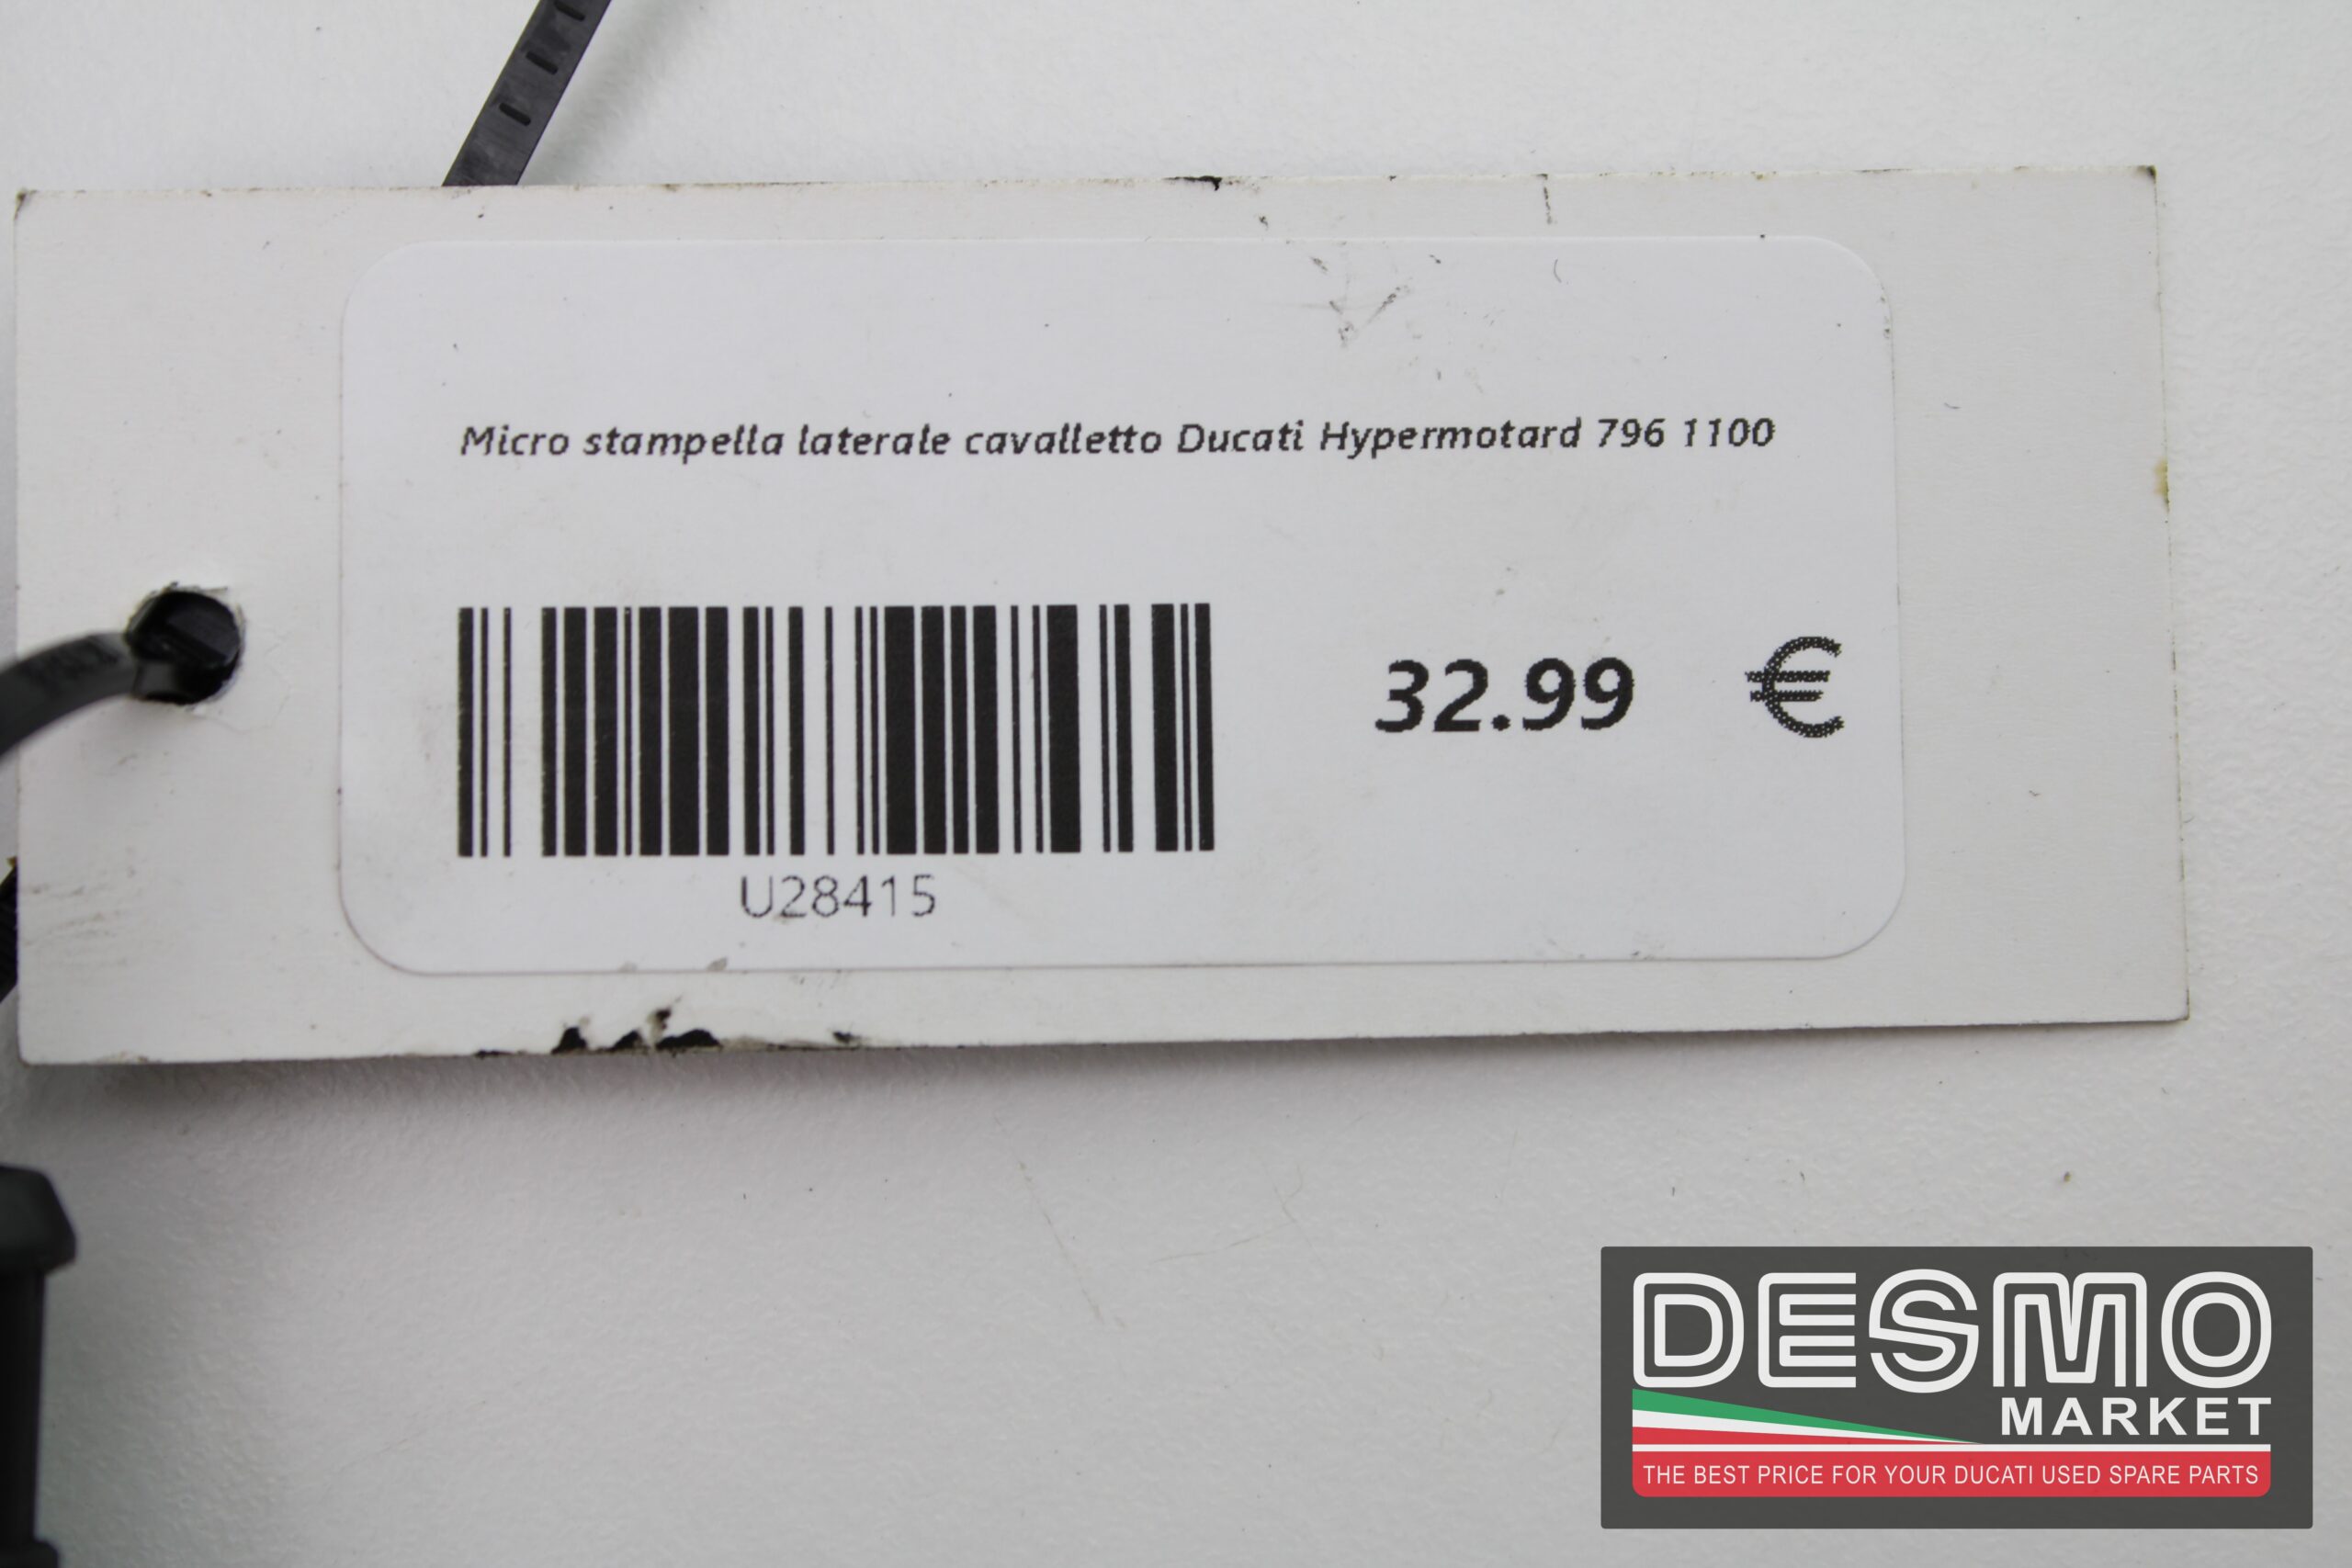 Micro stampella laterale cavalletto Ducati Hypermotard 796 1100
32.99 €
U28415
DESMO
MARKET
THE BEST PRICE FOR YOUR DUCATI USED SPARE PARTS